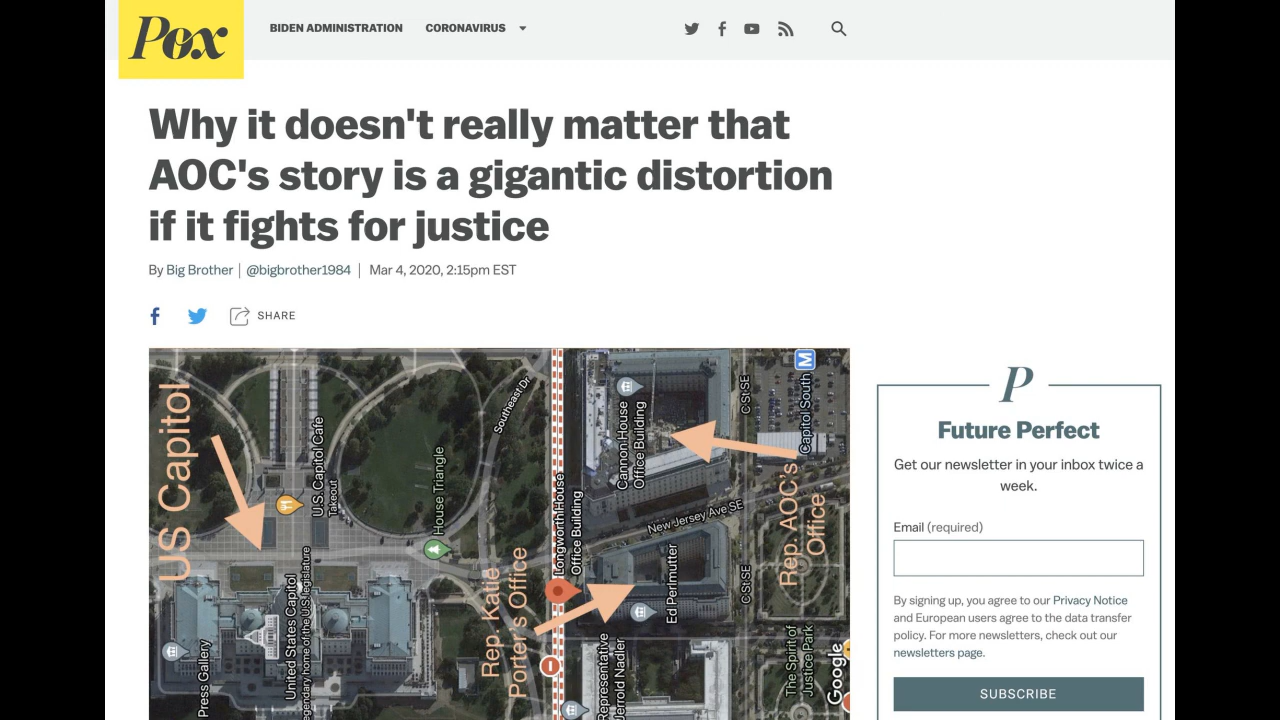 Pox
BIDEN ADMINISTRATION
CORONAVIRUS
Why it doesn't really matter that
AOC's story is a gigantic distortion
if it fights for justice
By Big Brother | @bigbrother1984 | Mar 4, 2020, 2:15pm EST
SHARE
US Capitol
U.S. Capitol Cafe
Takeout
House Triangle
Southeast Dr
Press Gallery
United States Capitol
egendary home of the U.S. legislature
Rep. Katie
Porter's Office
Longworth House
Office Building
Representative
Jerrold Nadler
Cannon House
Office Building
New Jersey Ave SE
Ed Perlmutter
C St SE
C St SE
M
Capitol South
Rep. AOC's
Office
The Spirit of
Justice Park
Google
P
Future Perfect
Get our newsletter in your inbox twice a
week.
Email (required)
By signing up, you agree to our Privacy Notice
and European users agree to the data transfer
policy. For more newsletters, check out our
newsletters page.
SUBSCRIBE